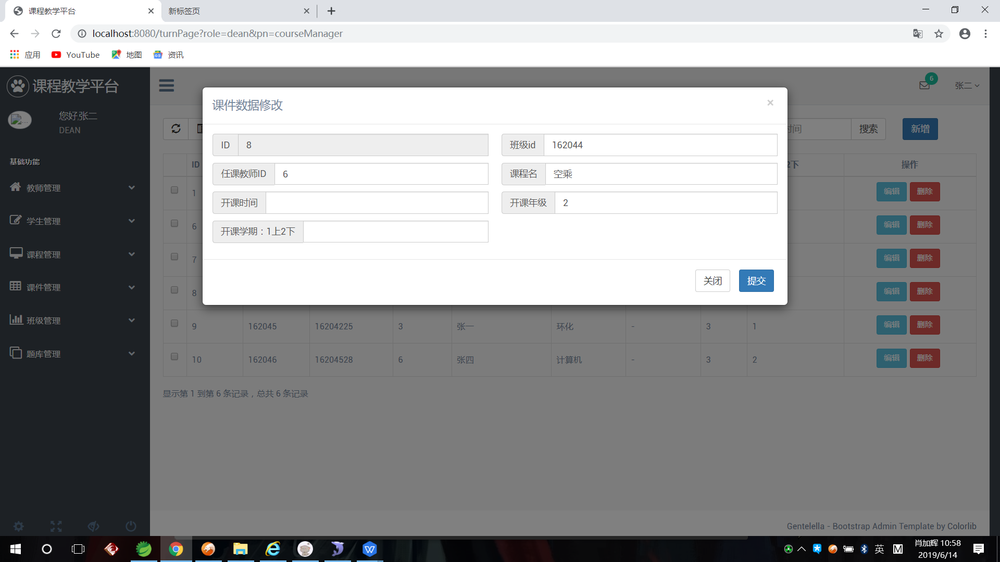 课程教学平台
新标签页
localhost:8080/turnPage?role=dean&pn=courseManager
应用
YouTube
地图
资讯
课程教学平台
6
张二
您好,张二
DEAN
时间
搜索
新增
课件数据修改
×
ID 8
班级id 162044
任课教师ID 6
课程名 空乘
开课时间
开课年级 2
开课学期：1上2下
关闭
提交
基础功能
教师管理
学生管理
课程管理
课件管理
班级管理
题库管理
ID 2下 操作
1 编辑 删除
6 编辑 删除
7 编辑 删除
8 编辑 删除
9 162045 16204225 3 张一 环化 - 3 1 编辑 删除
10 162046 16204528 6 张四 计算机 - 3 2 编辑 删除
显示第 1 到第 6 条记录，总共 6 条记录
Gentelella - Bootstrap Admin Template by Colorlib
英
M
肖加辉 10:58
2019/6/14